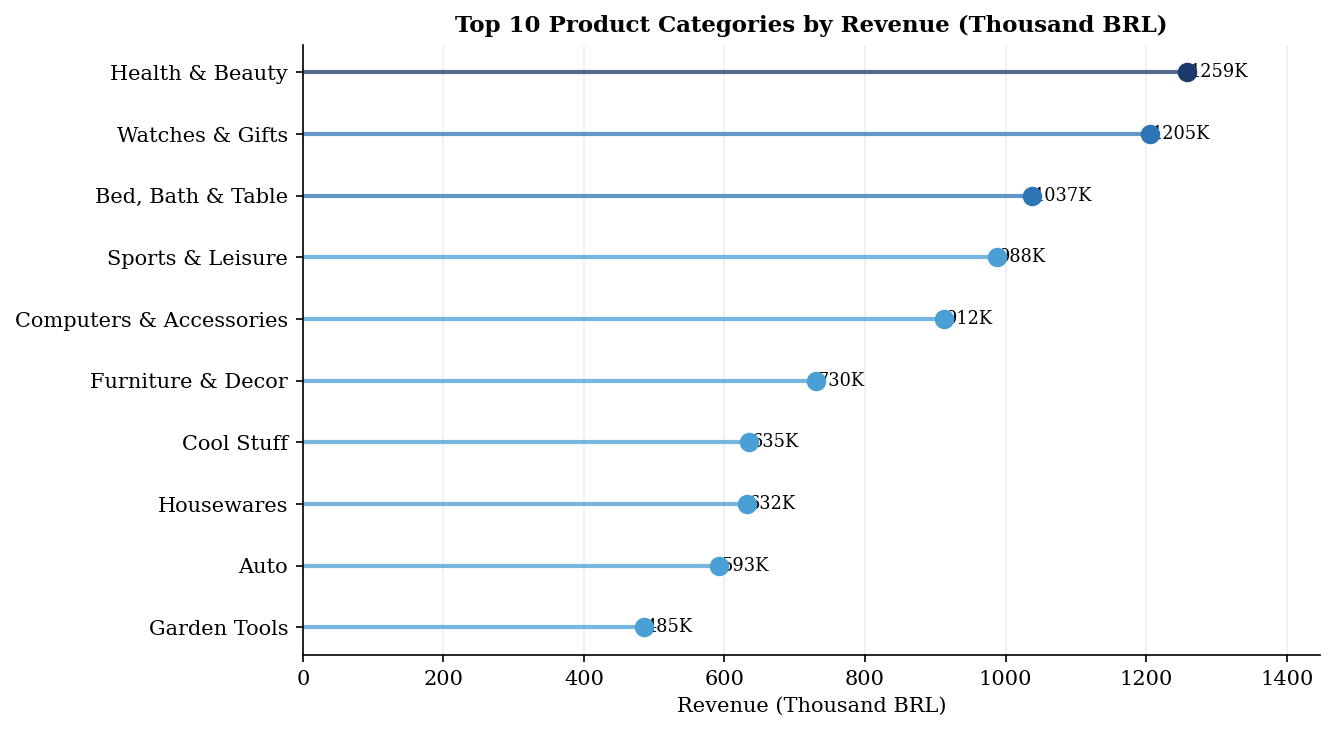 Top 10 Product Categories by Revenue (Thousand BRL)
Health & Beauty 1259K
Watches & Gifts 1205K
Bed, Bath & Table 1037K
Sports & Leisure 988K
Computers & Accessories 912K
Furniture & Decor 730K
Cool Stuff 635K
Housewares 632K
Auto 593K
Garden Tools 485K
0 200 400 600 800 1000 1200 1400
Revenue (Thousand BRL)